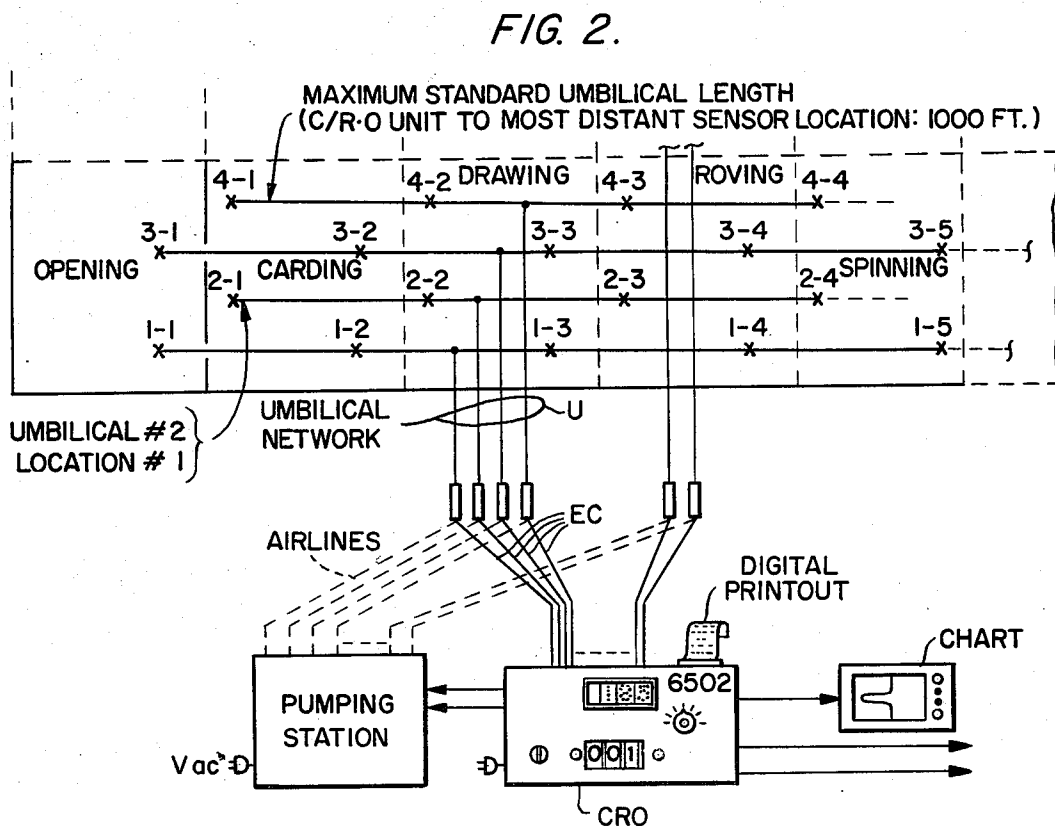 FIG. 2.
MAXIMUM STANDARD UMBILICAL LENGTH
(C/R·O UNIT TO MOST DISTANT SENSOR LOCATION: 1000 FT.)
4-1
4-2
DRAWING
4-3
ROVING
4-4
3-1
3-2
3-3
3-4
3-5
OPENING
CARDING
SPINNING
2-1
2-2
2-3
2-4
1-1
1-2
1-3
1-4
1-5
UMBILICAL #2
LOCATION #1
UMBILICAL
NETWORK
U
EC
AIRLINES
DIGITAL
PRINTOUT
CHART
PUMPING
STATION
6502
001
Vac
CRO